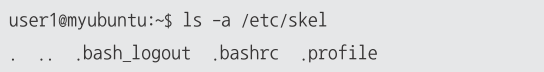 user1@myubuntu:~$ ls -a /etc/skel
. .. .bash_logout .bashrc .profile